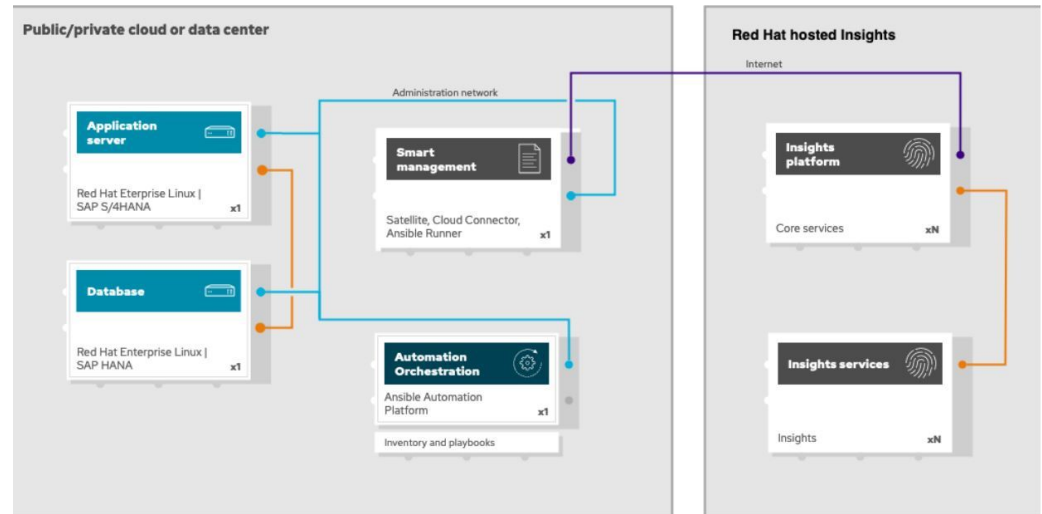 Public/private cloud or data center
Administration network
Application
server
Red Hat Eterprise Linux |
SAP S/4HANA
x1
Smart
management
Satellite, Cloud Connector,
Ansible Runner
x1
Database
Red Hat Enterprise Linux |
SAP HANA
x1
Automation
Orchestration
Ansible Automation
Platform
x1
Inventory and playbooks
Red Hat hosted Insights
Internet
Insights
platform
Core services
xN
Insights services
Insights
xN